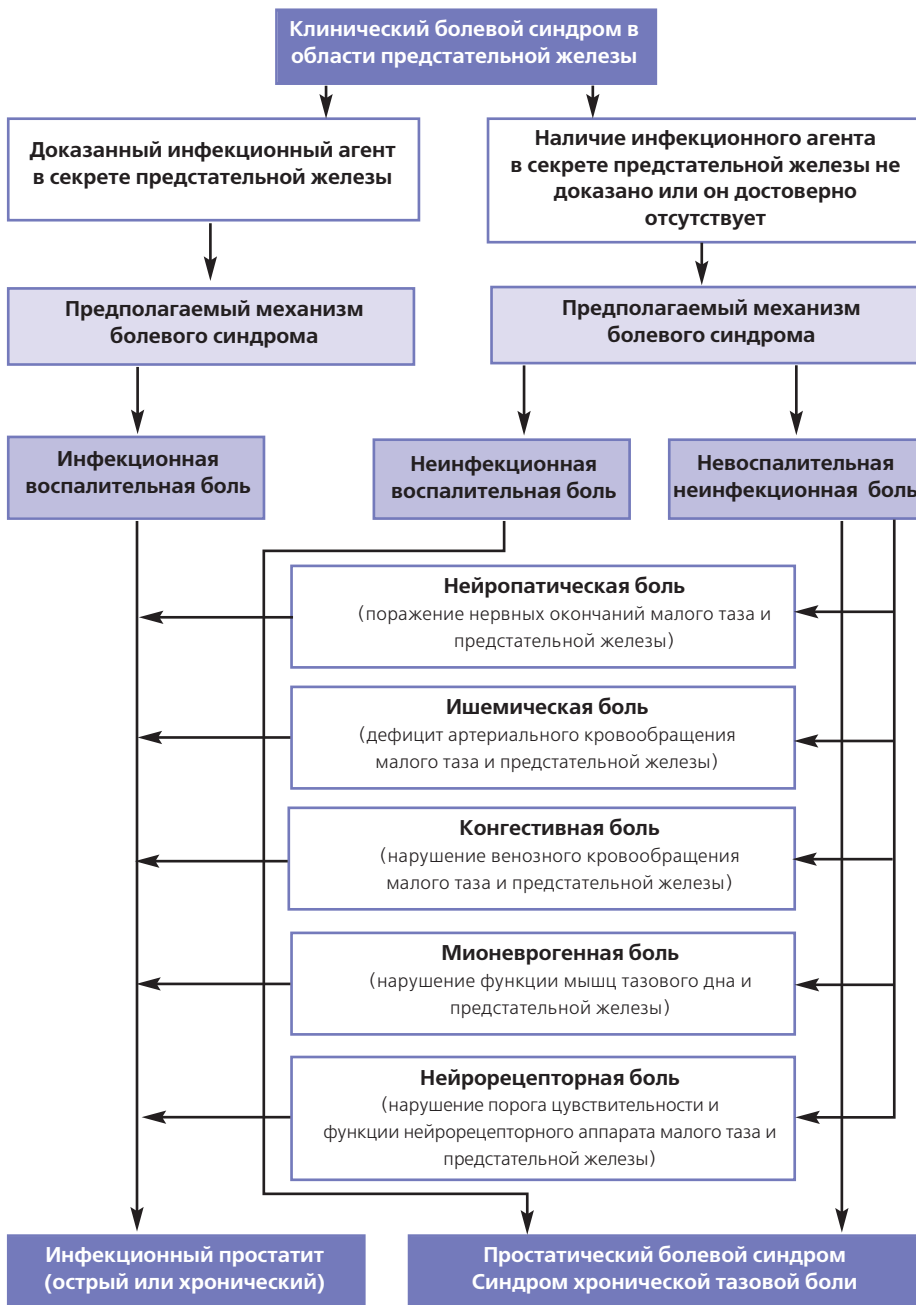 Клинический болевой синдром в
области предстательной железы
Доказанный инфекционный агент
в секрете предстательной железы
Наличие инфекционного агента
в секрете предстательной железы не
доказано или он достоверно
отсутствует
Предполагаемый механизм
болевого синдрома
Предполагаемый механизм
болевого синдрома
Инфекционная
воспалительная боль
Неинфекционная
воспалительная боль
Невоспалительная
неинфекционная боль
Нейропатическая боль
(поражение нервных окончаний малого таза и
предстательной железы)
Ишемическая боль
(дефицит артериального кровообращения
малого таза и предстательной железы)
Конгестивная боль
(нарушение венозного кровообращения
малого таза и предстательной железы)
Мионеврогенная боль
(нарушение функции мышц тазового дна и
предстательной железы)
Нейрорецепторная боль
(нарушение порога цувствительности и
функции нейрорецепторного аппарата малого таза и
предстательной железы)
Инфекционный простатит
(острый или хронический)
Простатический болевой синдром
Синдром хронической тазовой боли